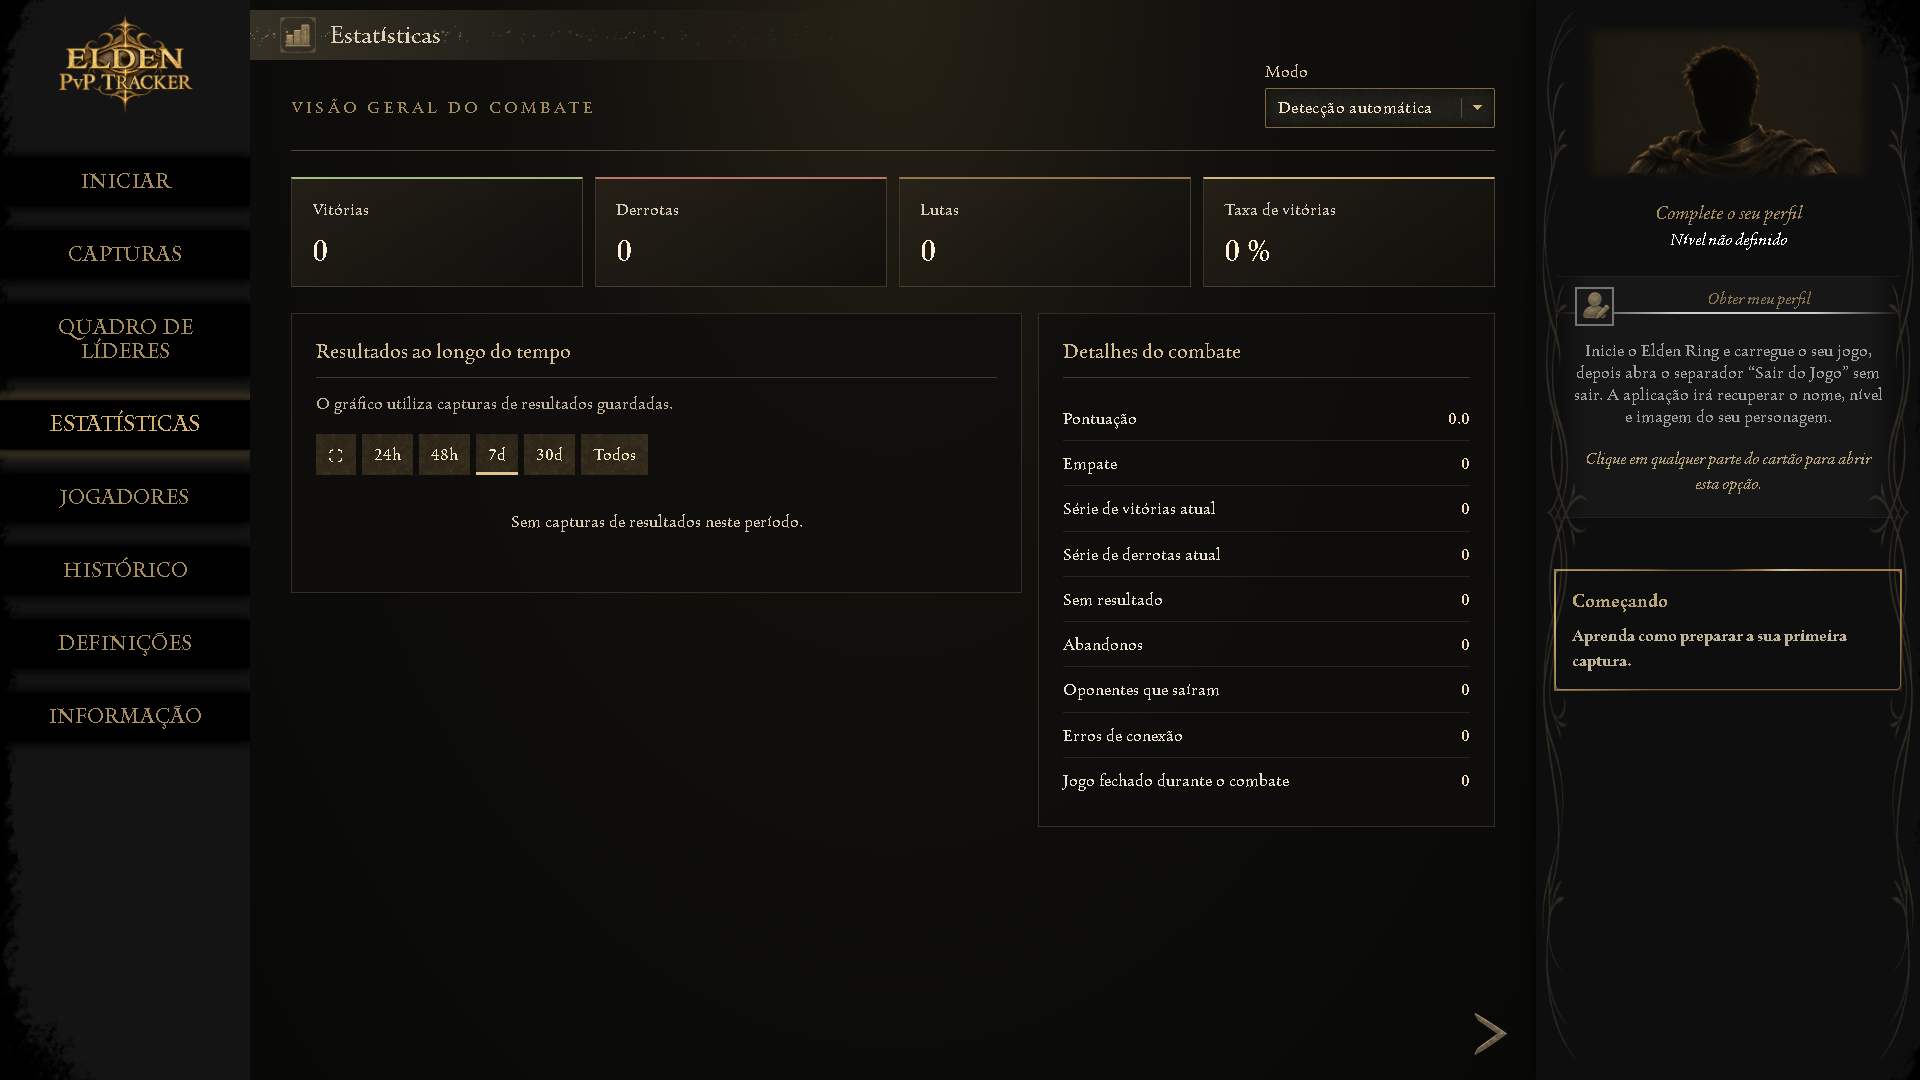 ELDEN
PvP TRACKER
INICIAR
CAPTURAS
QUADRO DE
LÍDERES
ESTATÍSTICAS
JOGADORES
HISTÓRICO
DEFINIÇÕES
INFORMAÇÃO
Estatísticas
VISÃO GERAL DO COMBATE
Modo
Detecção automática
Vitórias
0
Derrotas
0
Lutas
0
Taxa de vitórias
0 %
Resultados ao longo do tempo
O gráfico utiliza capturas de resultados guardadas.
24h 48h 7d 30d Todos
Sem capturas de resultados neste período.
Detalhes do combate
Pontuação 0.0
Empate 0
Série de vitórias atual 0
Série de derrotas atual 0
Sem resultado 0
Abandonos 0
Oponentes que saíram 0
Erros de conexão 0
Jogo fechado durante o combate 0
Complete o seu perfil
Nível não definido
Obter meu perfil
Inicie o Elden Ring e carregue o seu jogo,
depois abra o separador “Sair do Jogo” sem
sair. A aplicação irá recuperar o nome, nível
e imagem do seu personagem.
Clique em qualquer parte do cartão para abrir
esta opção.
Começando
Aprenda como preparar a sua primeira
captura.